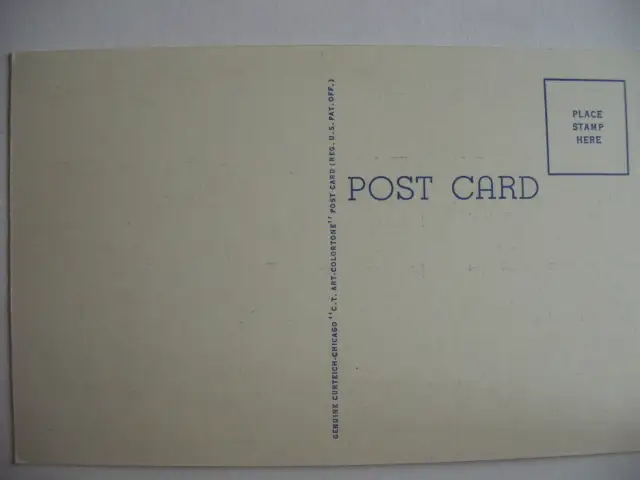 GENUINE CURTEICH-CHICAGO "C.T. ART-COLORTONE" POST CARD (REG. U.S. PAT. OFF.)
PLACE
STAMP
HERE
POST CARD